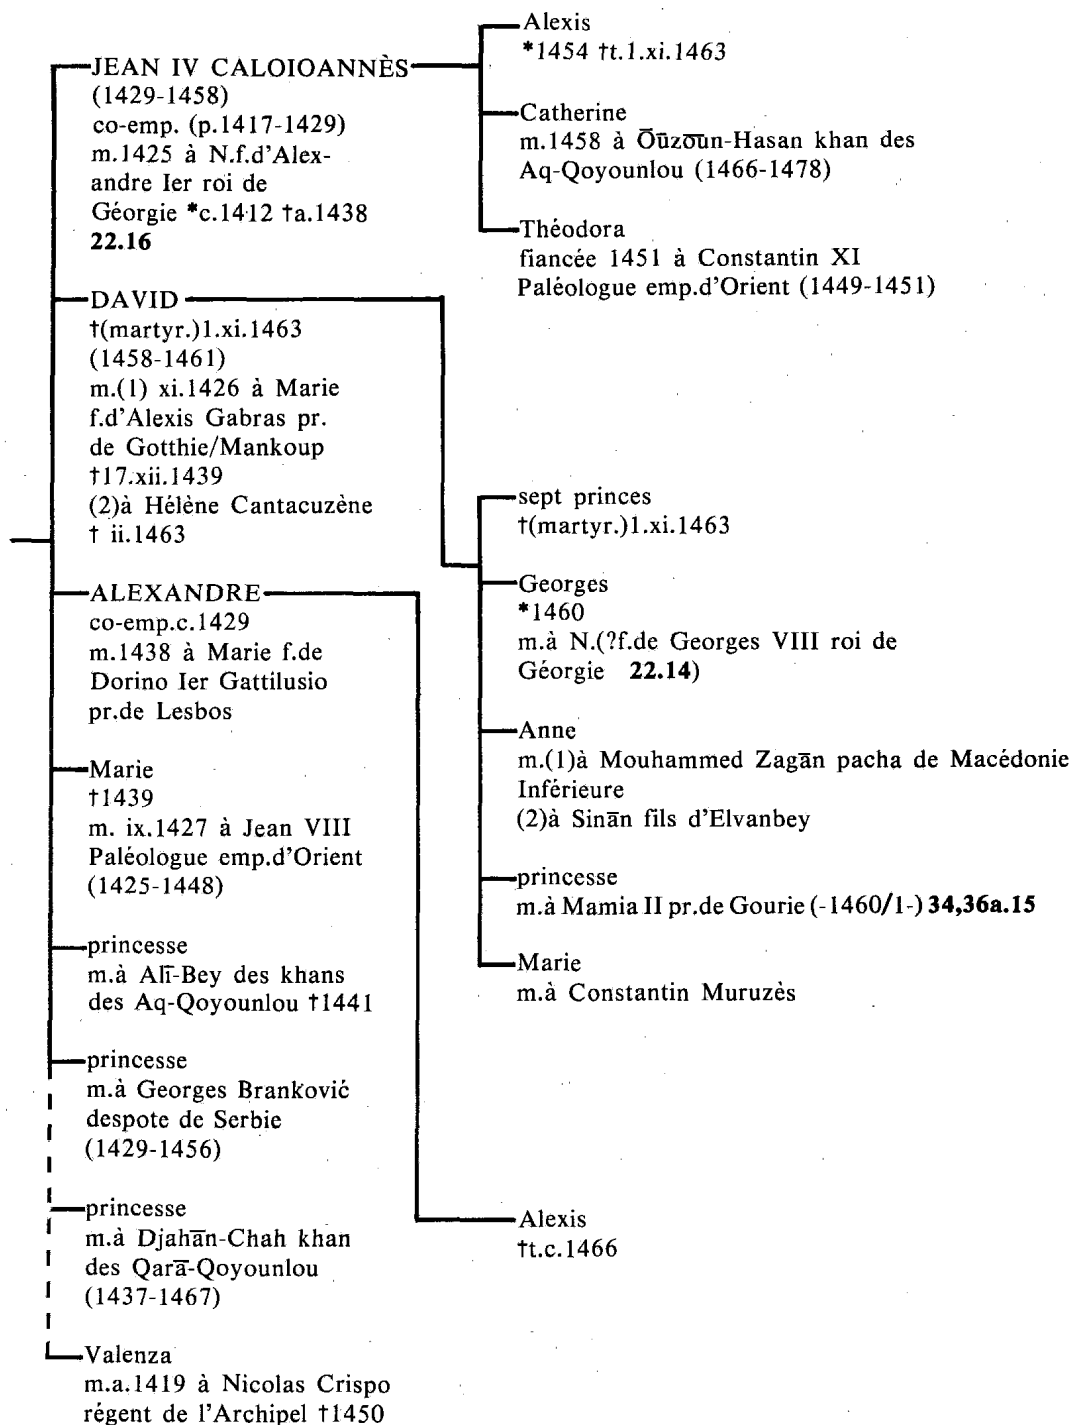 JEAN IV CALOIOANNÈS
(1429-1458)
co-emp. (p.1417-1429)
m.1425 à N.f.d'Alex-
andre Ier roi de
Géorgie *c.1412 †a.1438
22.16
DAVID
†(martyr.)1.xi.1463
(1458-1461)
m.(1) xi.1426 à Marie
f.d'Alexis Gabras pr.
de Gotthie/Mankoup
†17.xii.1439
(2)à Hélène Cantacuzène
† ii.1463
ALEXANDRE
co-emp.c.1429
m.1438 à Marie f.de
Dorino Ier Gattilusio
pr.de Lesbos
Marie
†1439
m. ix.1427 à Jean VIII
Paléologue emp.d'Orient
(1425-1448)
princesse
m.à Alī-Bey des khans
des Aq-Qoyounlou †1441
princesse
m.à Georges Branković
despote de Serbie
(1429-1456)
princesse
m.à Djahān-Chah khan
des Qarā-Qoyounlou
(1437-1467)
Valenza
m.a.1419 à Nicolas Crispo
régent de l'Archipel †1450
Alexis
*1454 †t.1.xi.1463
Catherine
m.1458 à O̅u̅zo̅u̅n-Hasan khan des
Aq-Qoyounlou (1466-1478)
Théodora
fiancée 1451 à Constantin XI
Paléologue emp.d'Orient (1449-1451)
sept princes
†(martyr.)1.xi.1463
Georges
*1460
m.à N.(?f.de Georges VIII roi de
Géorgie 22.14)
Anne
m.(1)à Mouhammed Zagān pacha de Macédonie
Inférieure
(2)à Sinān fils d'Elvanbey
princesse
m.à Mamia II pr.de Gourie (-1460/1-) 34,36a.15
Marie
m.à Constantin Muruzès
Alexis
†t.c.1466